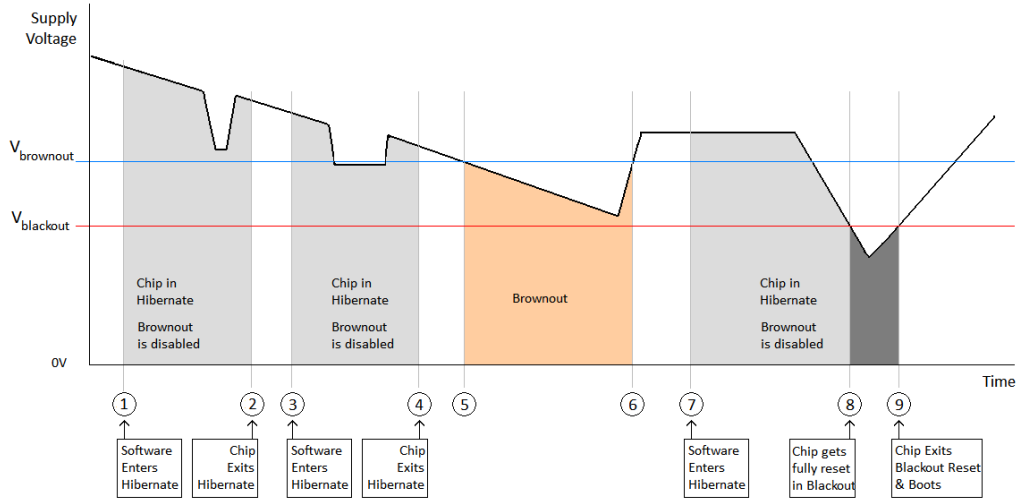 Supply
Voltage
Vbrownout
Vblackout
0V
Time
Chip in
Hibernate
Brownout
is disabled
Chip in
Hibernate
Brownout
is disabled
Brownout
Chip in
Hibernate
Brownout
is disabled
1
2
3
4
5
6
7
8
9
Software
Enters
Hibernate
Chip
Exits
Hibernate
Software
Enters
Hibernate
Chip
Exits
Hibernate
Software
Enters
Hibernate
Chip gets
fully reset
in Blackout
Chip Exits
Blackout Reset
& Boots